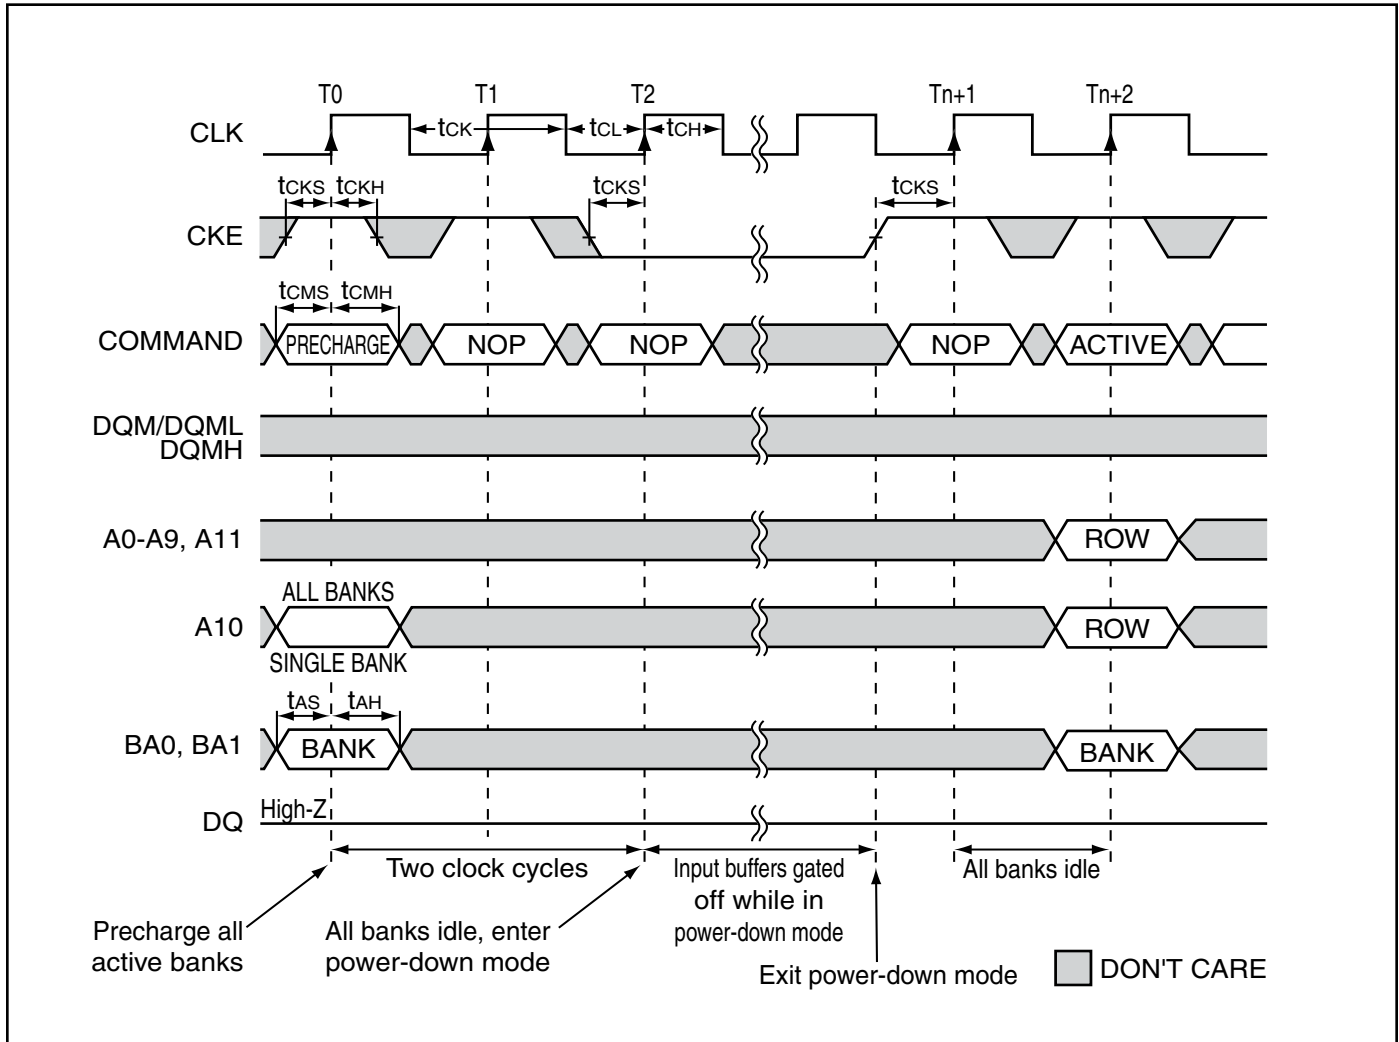 T0 T1 T2 Tn+1 Tn+2
CLK tCK tCL tCH
tCKS tCKH tCKS tCKS
CKE
tCMS tCMH
COMMAND PRECHARGE NOP NOP NOP ACTIVE
DQM/DQML
DQMH
A0-A9, A11 ROW
ALL BANKS
A10 ROW
SINGLE BANK
tAS tAH
BA0, BA1 BANK BANK
High-Z
DQ
Two clock cycles
Input buffers gated
off while in
power-down mode
All banks idle
Precharge all
active banks
All banks idle, enter
power-down mode
Exit power-down mode
DON'T CARE